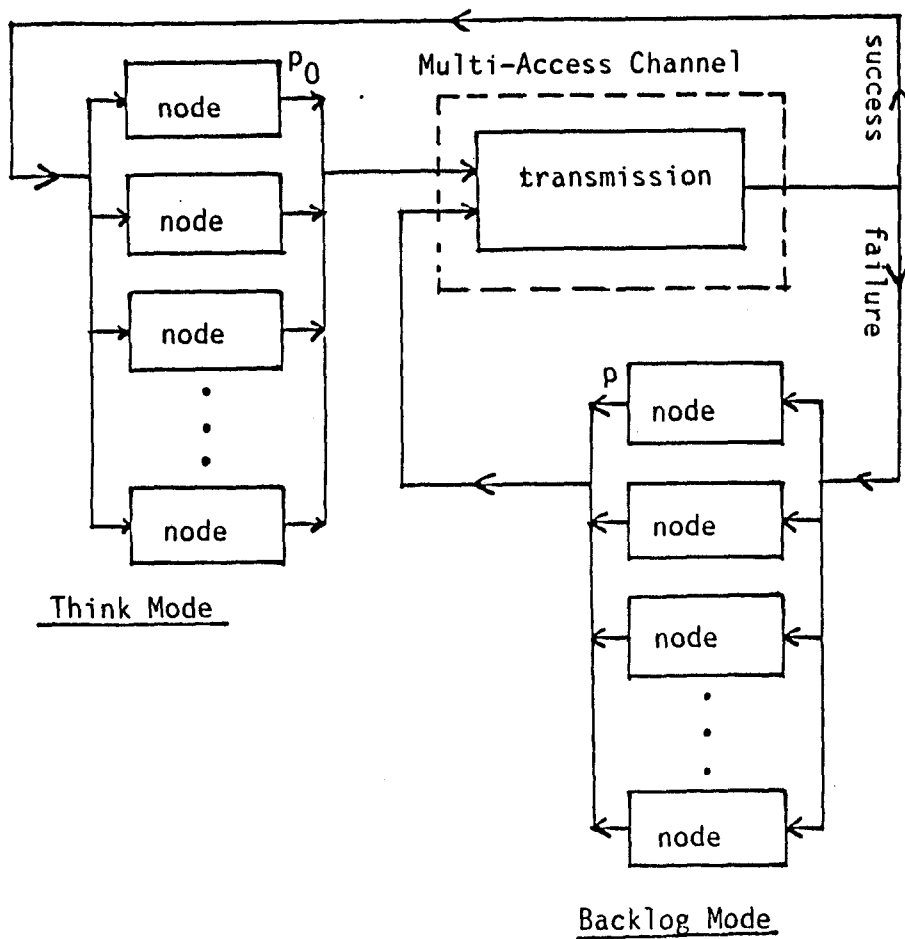 P0
Multi-Access Channel
success
node
transmission
node
failure
node
p
node
node
node
Think Mode
node
node
Backlog Mode